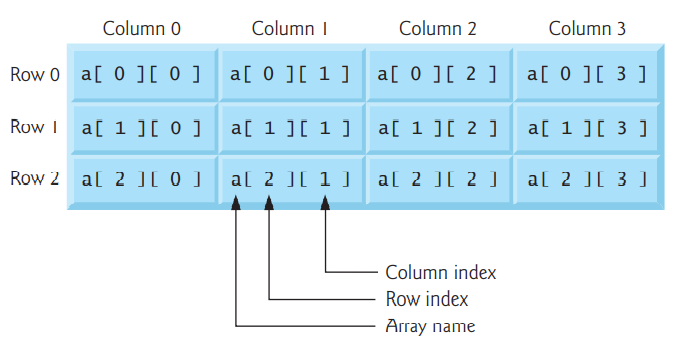 Column 0 Column 1 Column 2 Column 3
Row 0 a[ 0 ][ 0 ] a[ 0 ][ 1 ] a[ 0 ][ 2 ] a[ 0 ][ 3 ]
Row 1 a[ 1 ][ 0 ] a[ 1 ][ 1 ] a[ 1 ][ 2 ] a[ 1 ][ 3 ]
Row 2 a[ 2 ][ 0 ] a[ 2 ][ 1 ] a[ 2 ][ 2 ] a[ 2 ][ 3 ]
Column index
Row index
Array name